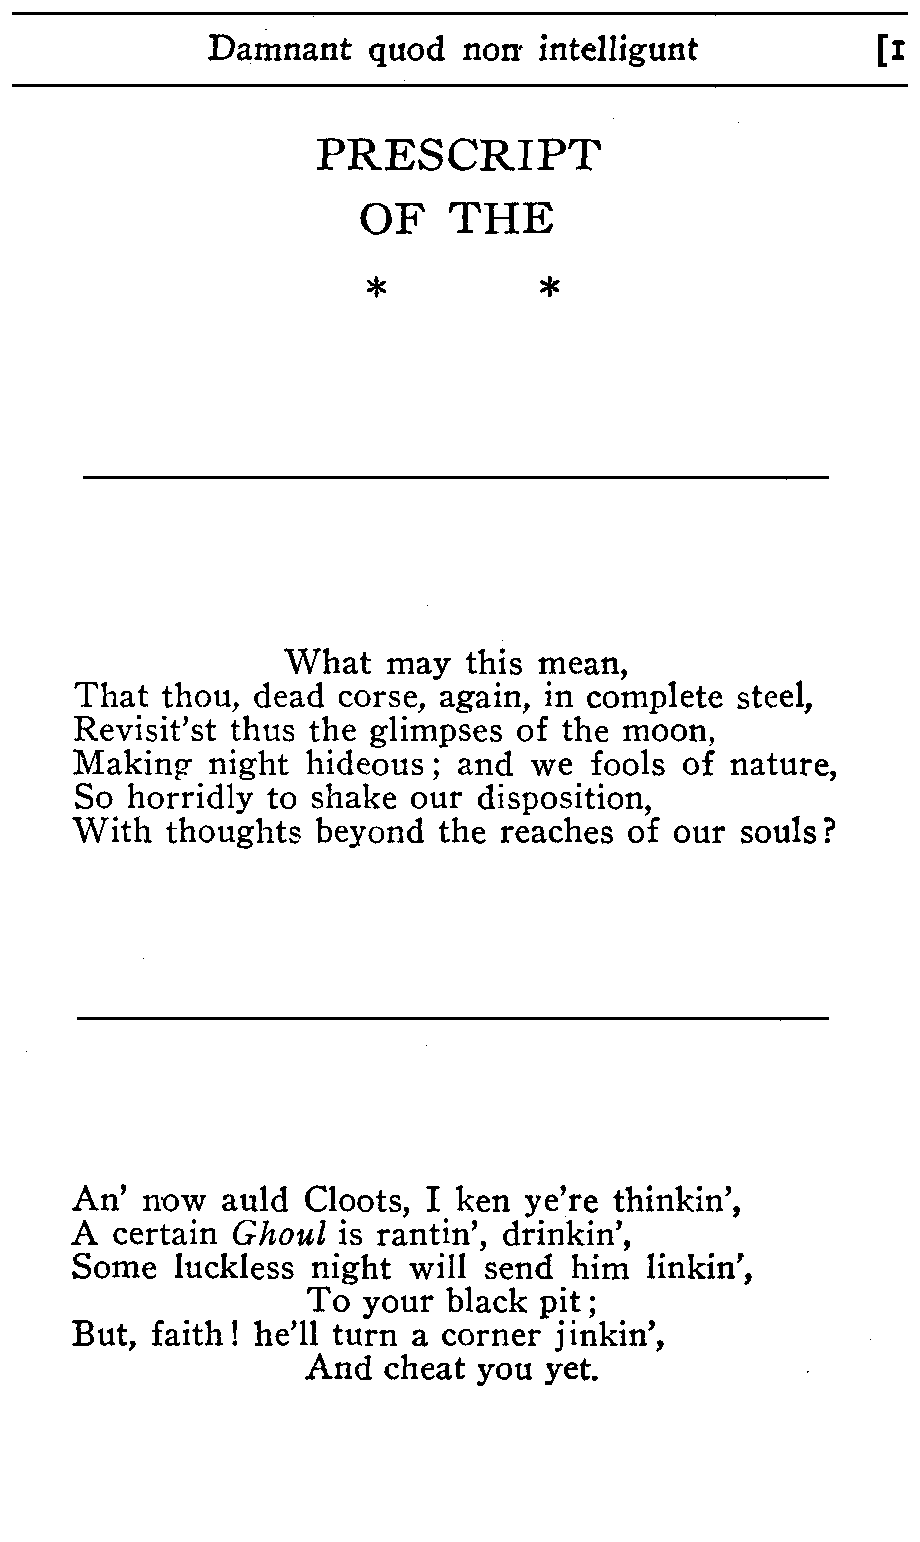 Damnant quod non intelligunt [1
PRESCRIPT
OF THE
* *
What may this mean,
That thou, dead corse, again, in complete steel,
Revisit'st thus the glimpses of the moon,
Making night hideous; and we fools of nature,
So horridly to shake our disposition,
With thoughts beyond the reaches of our souls?
An' now auld Cloots, I ken ye're thinkin',
A certain Ghoul is rantin', drinkin',
Some luckless night will send him linkin',
To your black pit;
But, faith! he'll turn a corner jinkin',
And cheat you yet.